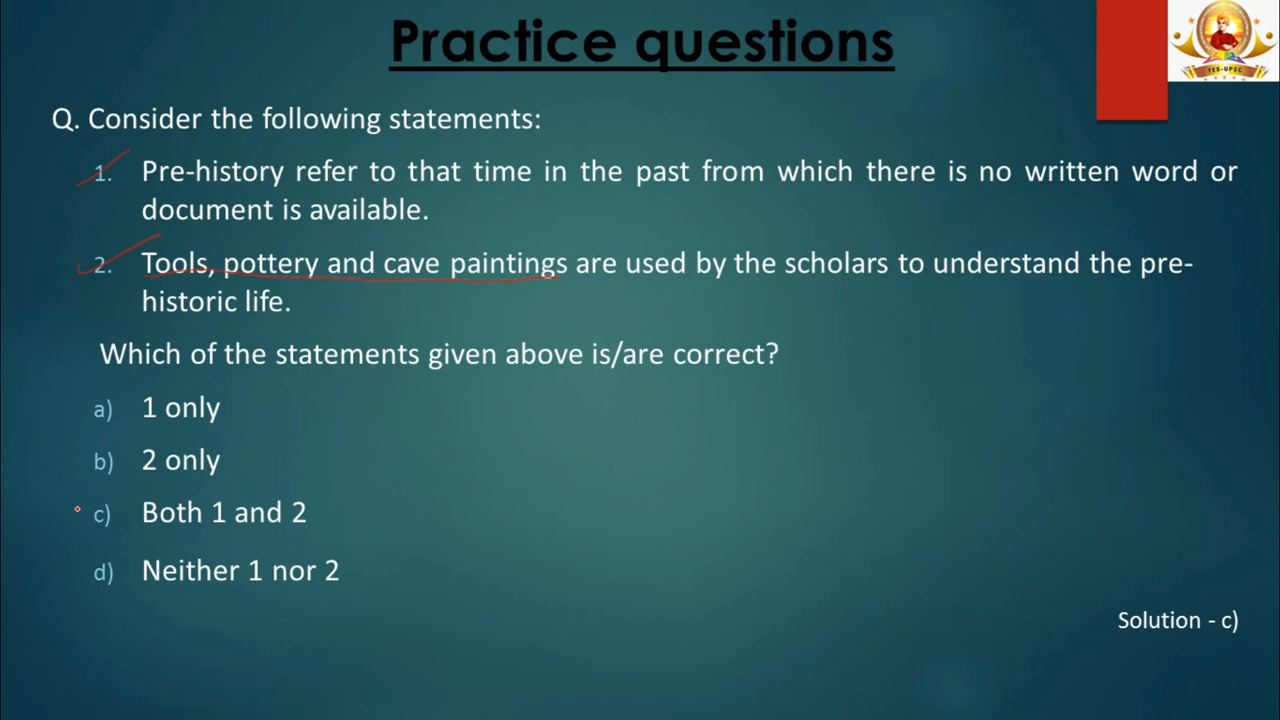 Practice questions
YES-UPSC
Q. Consider the following statements:
1. Pre-history refer to that time in the past from which there is no written word or
document is available.
2. Tools, pottery and cave paintings are used by the scholars to understand the pre-
historic life.
Which of the statements given above is/are correct?
a) 1 only
b) 2 only
c) Both 1 and 2
d) Neither 1 nor 2
Solution - c)